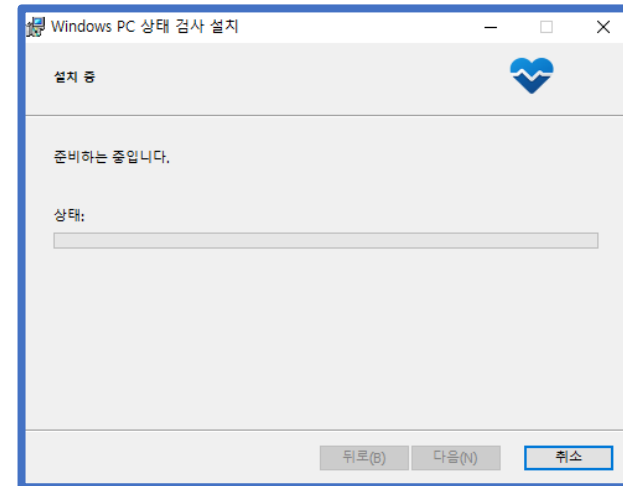 Windows PC 상태 검사 설치
설치 중
준비하는 중입니다.
상태:
뒤로(B) 다음(N) 취소